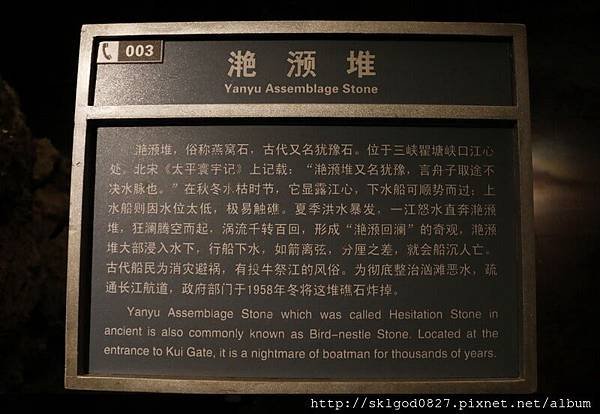 003
滟滪堆
Yanyu Assemblage Stone
滟滪堆，俗称燕窝石，古代又名犹豫石。位于三峡瞿塘峡口江心
处。北宋《太平寰宇记》上记载：“滟滪堆又名犹豫，言舟子取途不
决水脉也。”在秋冬水枯时节，它显露江心，下水船可顺势而过；上
水船则因水位太低，极易触礁。夏季洪水暴发，一江怒水直奔滟滪
堆，狂澜腾空而起，涡流千转百回，形成“滟滪回澜”的奇观，滟滪
堆大部浸入水下，行船下水，如箭离弦，分厘之差，就会船沉人亡。
古代船民为消灾避祸，有投牛祭江的风俗。为彻底整治汹滩恶水，疏
通长江航道，政府部门于1958年冬将这堆礁石炸掉。
Yanyu Assembiage Stone which was called Hesitation Stone in
ancient is also commonly known as Bird-nestle Stone. Located at the
entrance to Kui Gate, it is a nightmare of boatman for thousands of years.
http://sklgod0827.pixnet.net/album